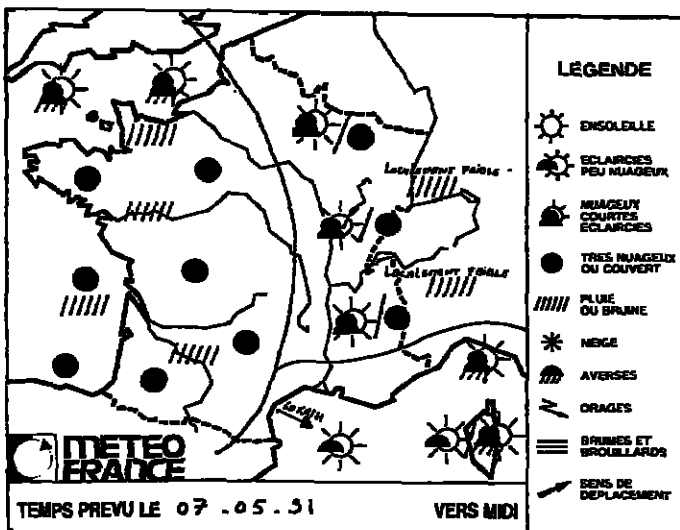 LOCALEMENT FAIBLE
LOCALEMENT FAIBLE
METEO
FRANCE
TEMPS PREVU LE 07.05.91 VERS MIDI
LEGENDE
ENSOLEILLE
ECLAIRCIES
PEU NUAGEUX
NUAGEUX
COURTES
ECLAIRCIES
TRES NUAGEUX
OU COUVERT
PLUIE
OU BRUINE
NEIGE
AVERSES
ORAGES
BRUMES ET
BROUILLARDS
SENS DE
DEPLACEMENT